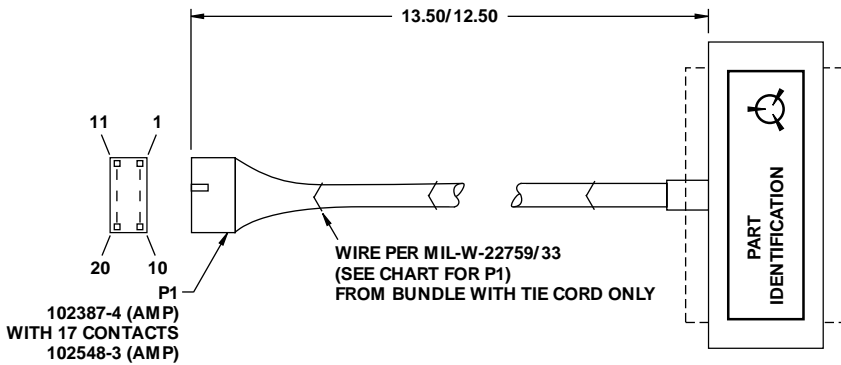 13.50/12.50
11 1
20 10
P1
102387-4 (AMP)
WITH 17 CONTACTS
102548-3 (AMP)
WIRE PER MIL-W-22759/33
(SEE CHART FOR P1)
FROM BUNDLE WITH TIE CORD ONLY
PART
IDENTIFICATION